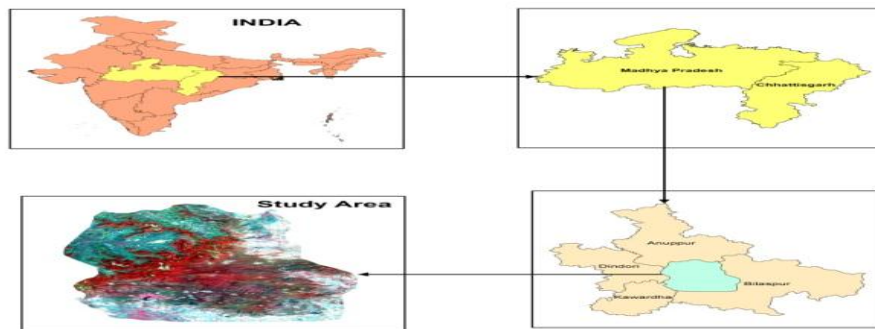 INDIA
Madhya Pradesh
Chhattisgarh
Study Area
Anuppur
Dindori
Bilaspur
Kawardha